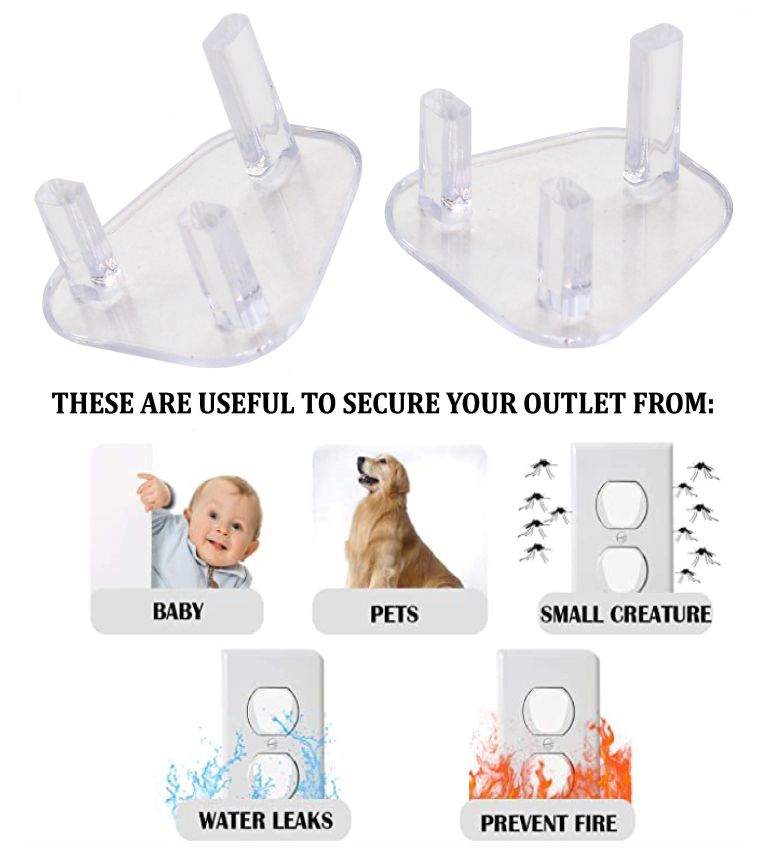 THESE ARE USEFUL TO SECURE YOUR OUTLET FROM:
BABY
PETS
SMALL CREATURE
WATER LEAKS
PREVENT FIRE